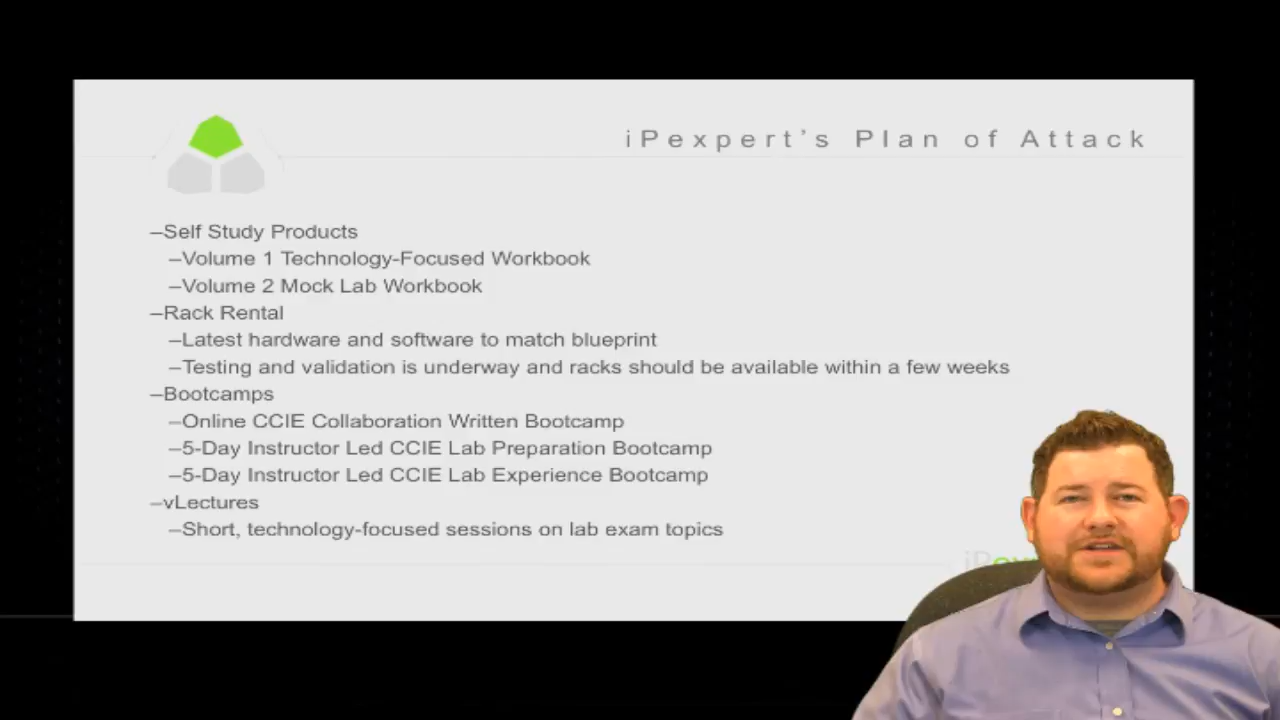 iPexpert’s Plan of Attack
–Self Study Products
–Volume 1 Technology-Focused Workbook
–Volume 2 Mock Lab Workbook
–Rack Rental
–Latest hardware and software to match blueprint
–Testing and validation is underway and racks should be available within a few weeks
–Bootcamps
–Online CCIE Collaboration Written Bootcamp
–5-Day Instructor Led CCIE Lab Preparation Bootcamp
–5-Day Instructor Led CCIE Lab Experience Bootcamp
–vLectures
–Short, technology-focused sessions on lab exam topics